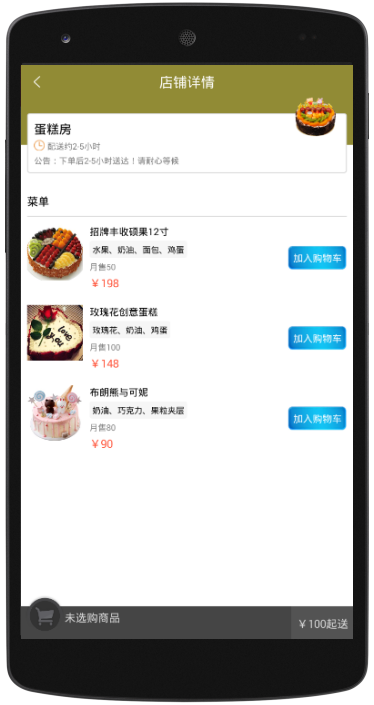 店铺详情
蛋糕房
配送约2-5小时
公告：下单后2-5小时送达！请耐心等候
菜单
招牌丰收硕果12寸
水果、奶油、面包、鸡蛋
月售50
￥198
加入购物车
玫瑰花创意蛋糕
玫瑰花、奶油、鸡蛋
月售100
￥148
加入购物车
布朗熊与可妮
奶油、巧克力、果粒夹层
月售80
￥90
加入购物车
未选购商品
￥100起送